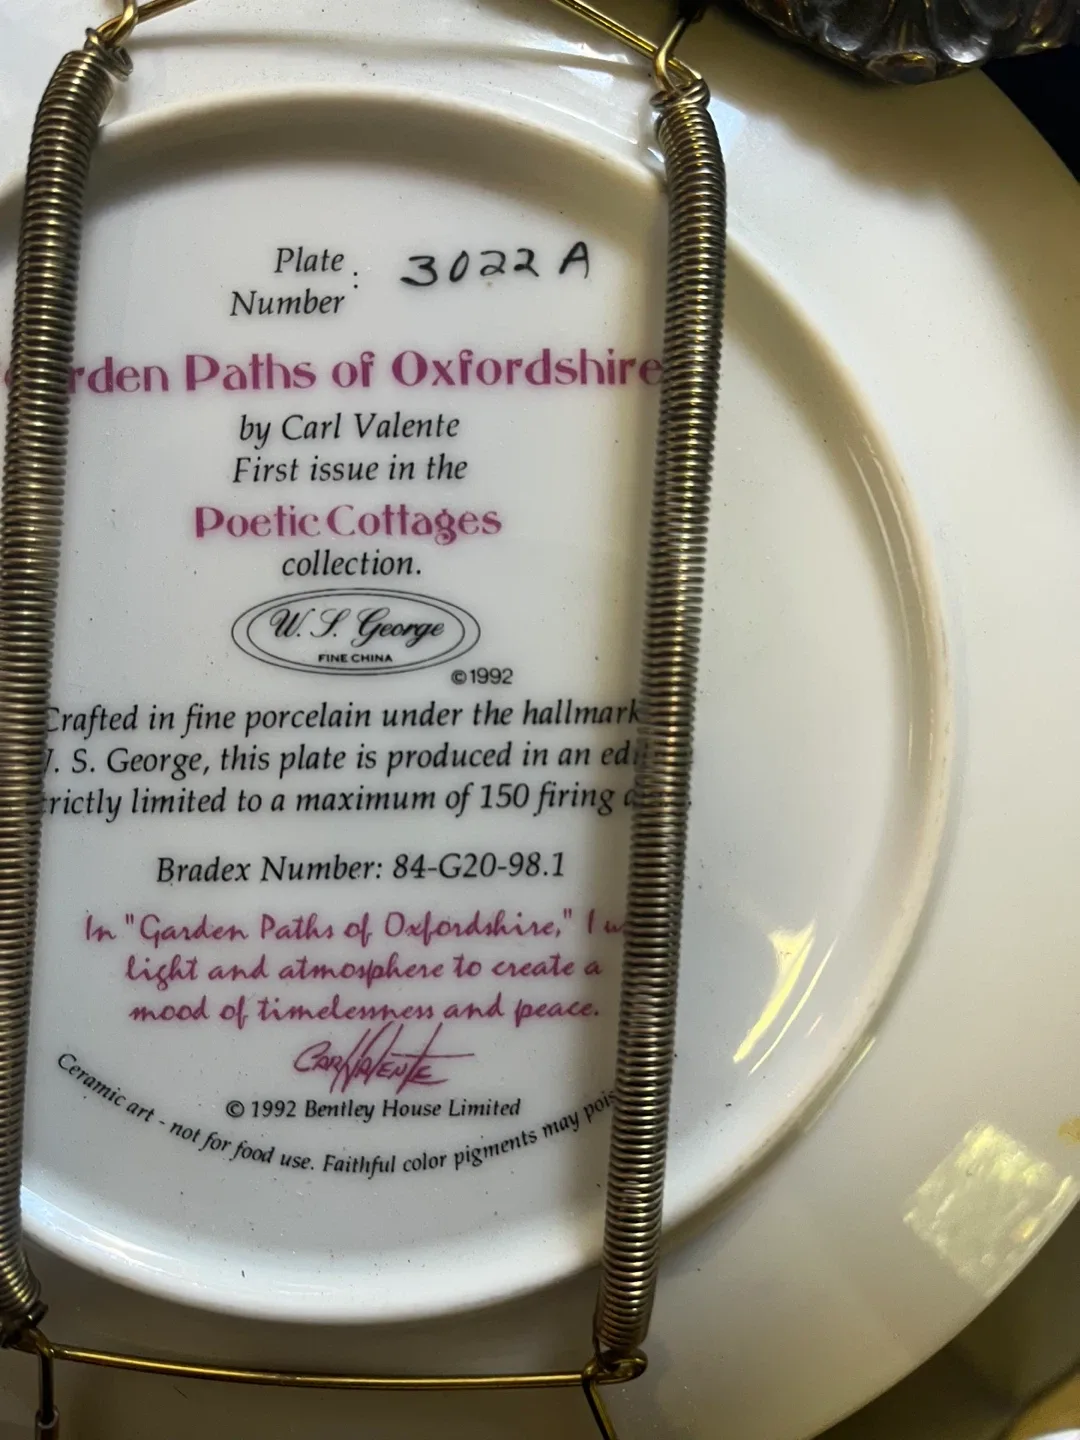 Plate
Number : 3022 A
rden Paths of Oxfordshire
by Carl Valente
First issue in the
Poetic Cottages
collection.
W. S. George
FINE CHINA
©1992
Crafted in fine porcelain under the hallmark
. S. George, this plate is produced in an
trictly limited to a maximum of 150 firing
Bradex Number: 84-G20-98.1
In "Garden Paths of Oxfordshire," I
light and atmosphere to create a
mood of timelessness and peace.
Carl Valente
© 1992 Bentley House Limited
Ceramic art - not for food use. Faithful color pigments may